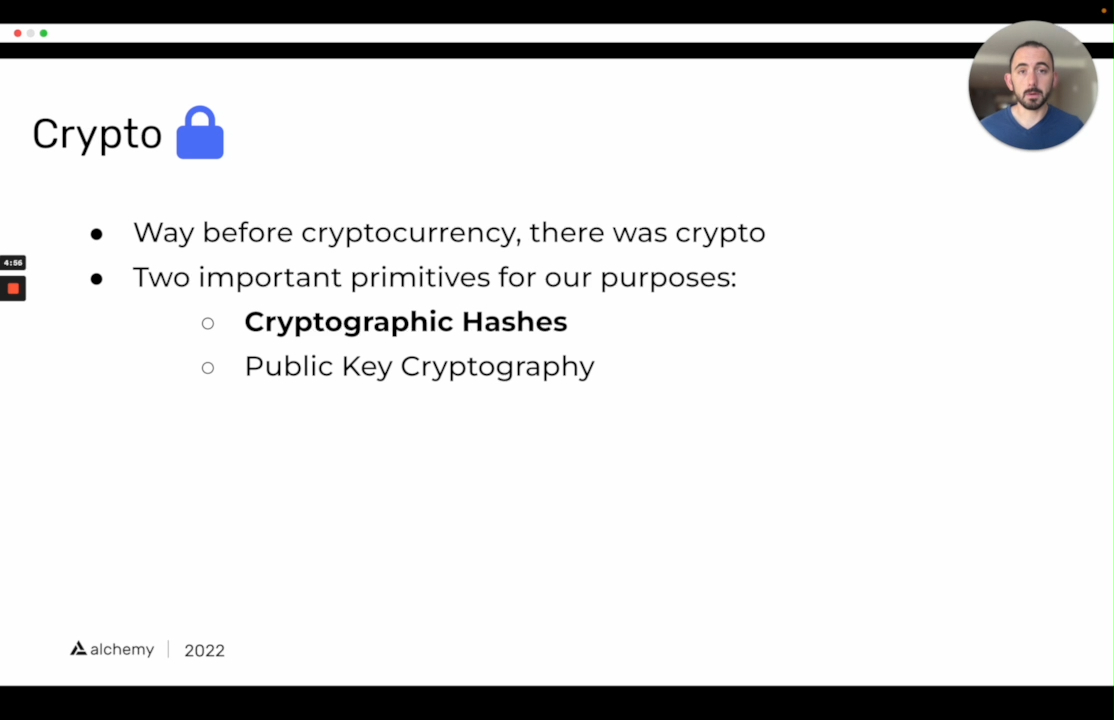 Crypto
Way before cryptocurrency, there was crypto
Two important primitives for our purposes:
Cryptographic Hashes
Public Key Cryptography
4:56
alchemy 2022